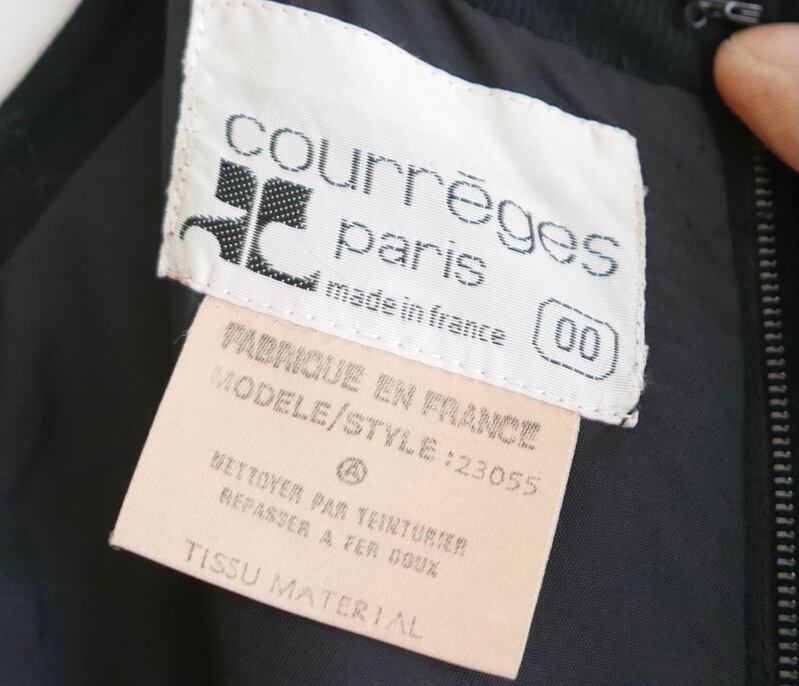 courrēges
paris
made in france
00
FABRIQUE EN FRANCE
MODELE/STYLE:23055
A
NETTOYER PAR TEINTURIER
REPASSER A FER DOUX
TISSU MATERIAL